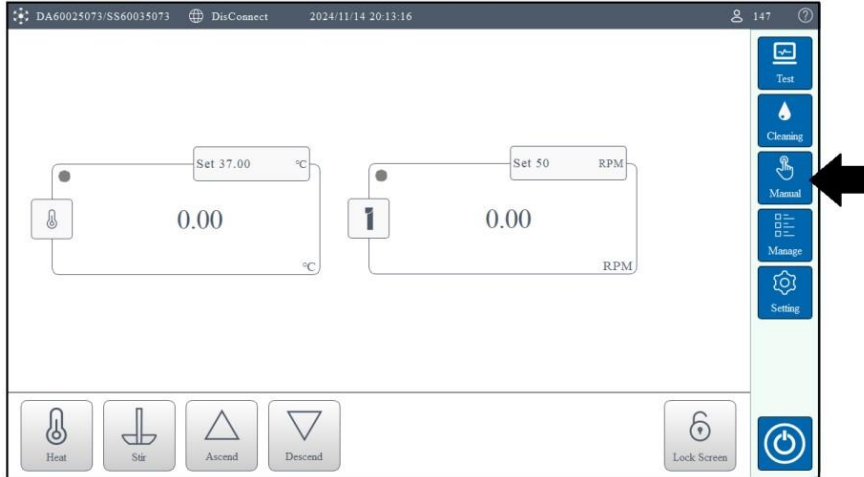 DA60025073/SS60035073 DisConnect 2024/11/14 20:13:16 147
Test
Cleaning
Set 37.00 °C
Set 50 RPM
Manual
0.00
0.00
°C
RPM
Manage
Setting
Heat
Stir
Ascend
Descend
Lock Screen